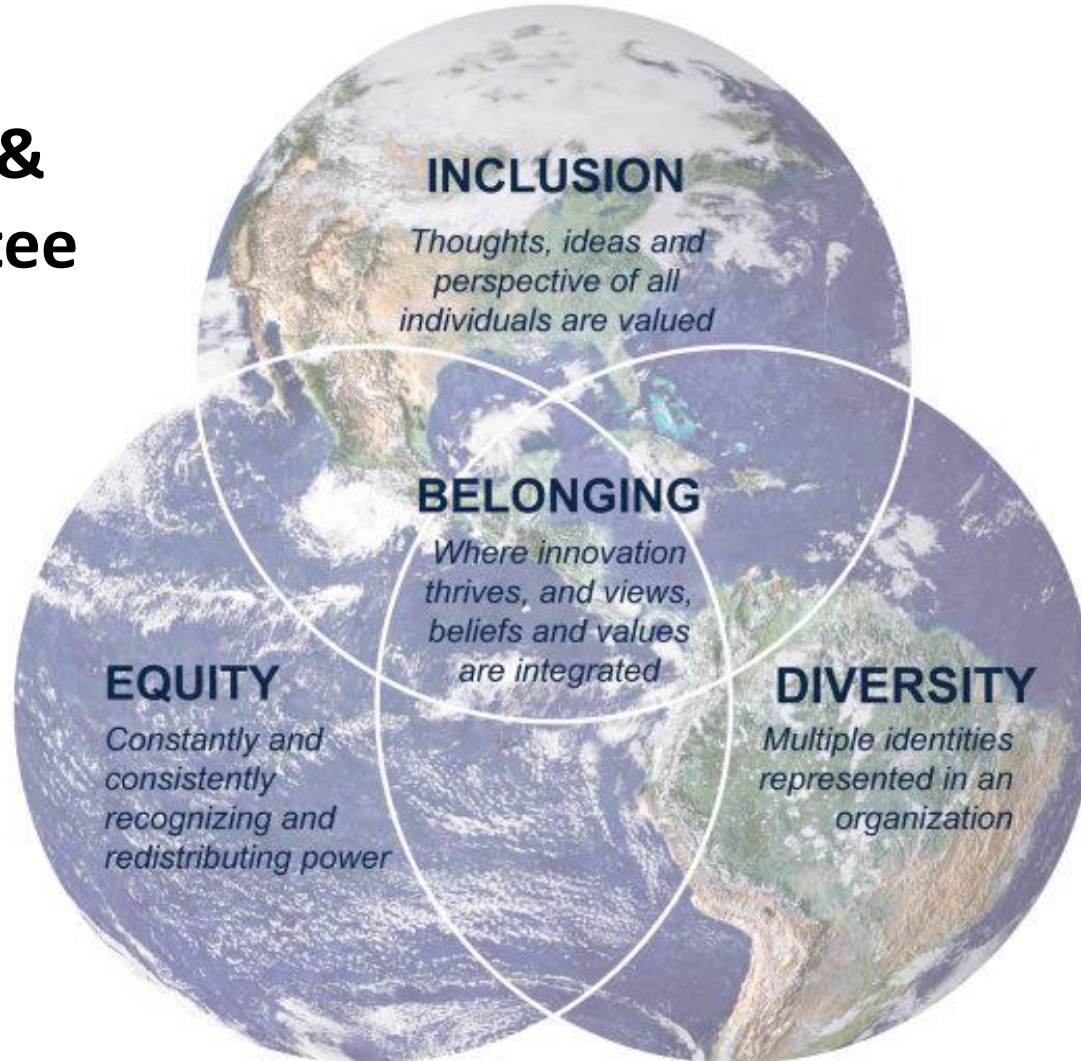 &
tee
INCLUSION
Thoughts, ideas and
perspective of all
individuals are valued
BELONGING
Where innovation
thrives, and views,
beliefs and values
are integrated
EQUITY
Constantly and
consistently
recognizing and
redistributing power
DIVERSITY
Multiple identities
represented in an
organization